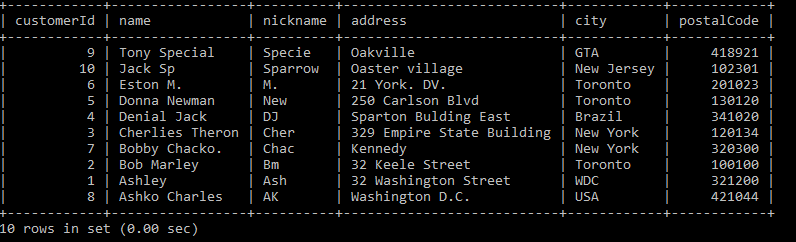 | customerId | name | nickname | address | city | postalCode |
| 9 | Tony Special | Specie | Oakville | GTA | 418921 |
| 10 | Jack Sp | Sparrow | Oaster village | New Jersey | 102301 |
| 6 | Eston M. | M. | 21 York. DV. | Toronto | 201023 |
| 5 | Donna Newman | New | 250 Carlson Blvd | Toronto | 130120 |
| 4 | Denial Jack | DJ | Sparton Bulding East | Brazil | 341020 |
| 3 | Cherlies Theron | Cher | 329 Empire State Building | New York | 120134 |
| 7 | Bobby Chacko. | Chac | Kennedy | New York | 320300 |
| 2 | Bob Marley | Bm | 32 Keele Street | Toronto | 100100 |
| 1 | Ashley | Ash | 32 Washington Street | WDC | 321200 |
| 8 | Ashko Charles | AK | Washington D.C. | USA | 421044 |
10 rows in set (0.00 sec)